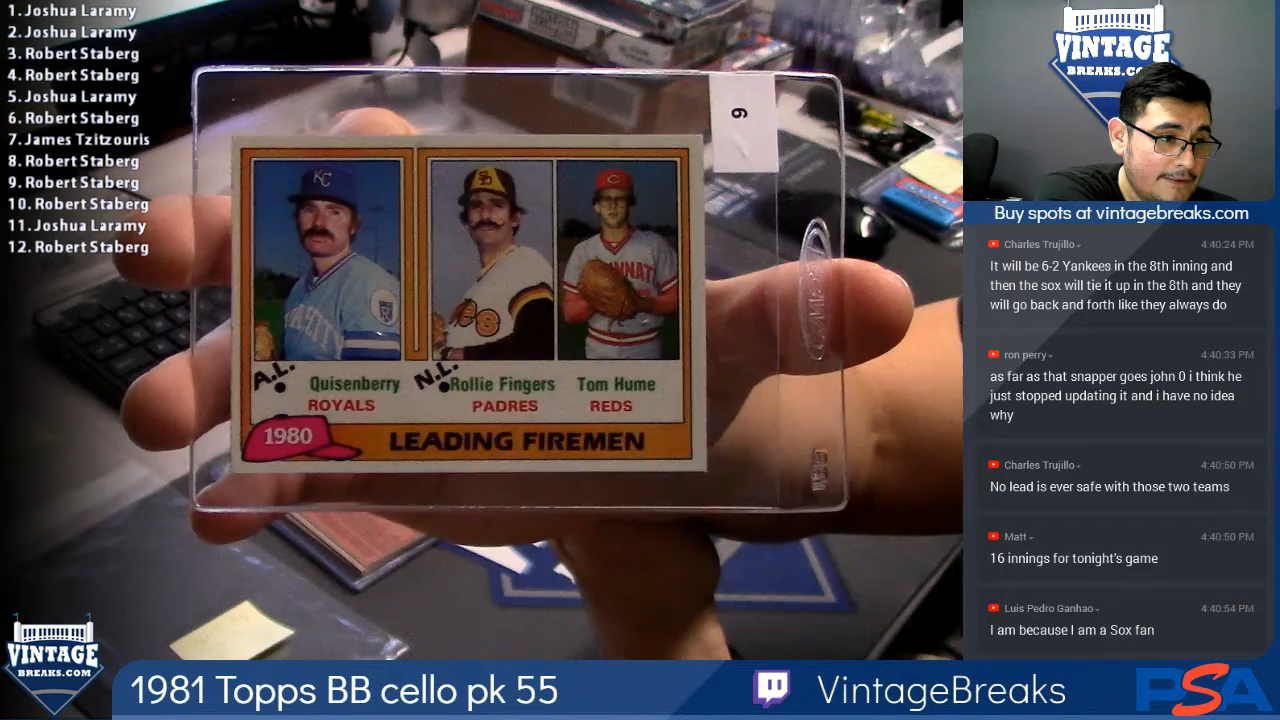 1. Joshua Laramy
2. Joshua Laramy
3. Robert Staberg
4. Robert Staberg
5. Joshua Laramy
6. Robert Staberg
7. James Tzitzouris
8. Robert Staberg
9. Robert Staberg
10. Robert Staberg
11. Joshua Laramy
12. Robert Staberg
9
KC
SD
C
A.L. Quisenberry
ROYALS
N.L. Rollie Fingers
PADRES
Tom Hume
REDS
1980
LEADING FIREMEN
VINTAGE
BREAKS.CO
Buy spots at vintagebreaks.com
Charles Trujillo 4:40:24 PM
It will be 6-2 Yankees in the 8th inning and
then the sox will tie it up in the 8th and they
will go back and forth like they always do
ron perry 4:40:33 PM
as far as that snapper goes john 0 i think he
just stopped updating it and i have no idea
why
Charles Trujillo 4:40:50 PM
No lead is ever safe with those two teams
Matt 4:40:50 PM
16 innings for tonight's game
Luis Pedro Ganhao 4:40:54 PM
I am because I am a Sox fan
VINTAGE
BREAKS.COM
1981 Topps BB cello pk 55
VintageBreaks
PSA